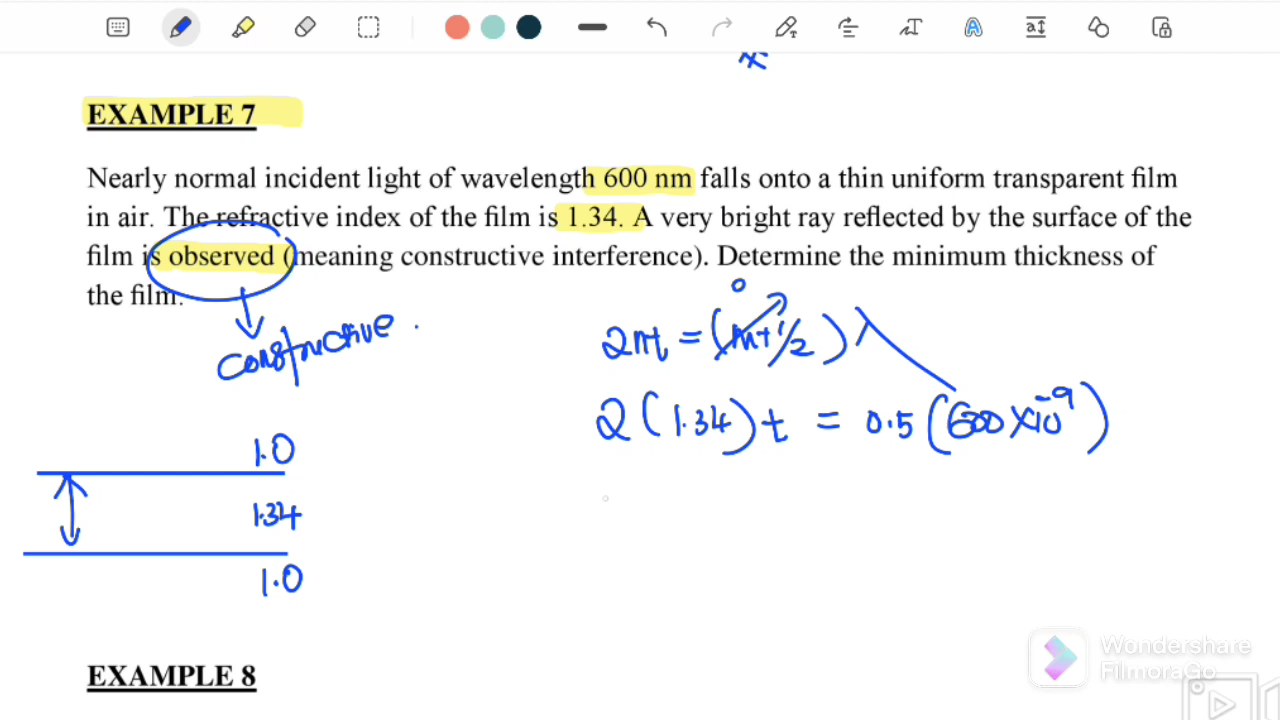 EXAMPLE 7
Nearly normal incident light of wavelength 600 nm falls onto a thin uniform transparent film
in air. The refractive index of the film is 1.34. A very bright ray reflected by the surface of the
film is observed (meaning constructive interference). Determine the minimum thickness of
the film.
constructive.
0
2nt = (m+1/2)λ
2(1.34)t = 0.5(600×10⁻⁹)
1.0
1.34
1.0
Wondershare
FilmoraGo
EXAMPLE 8